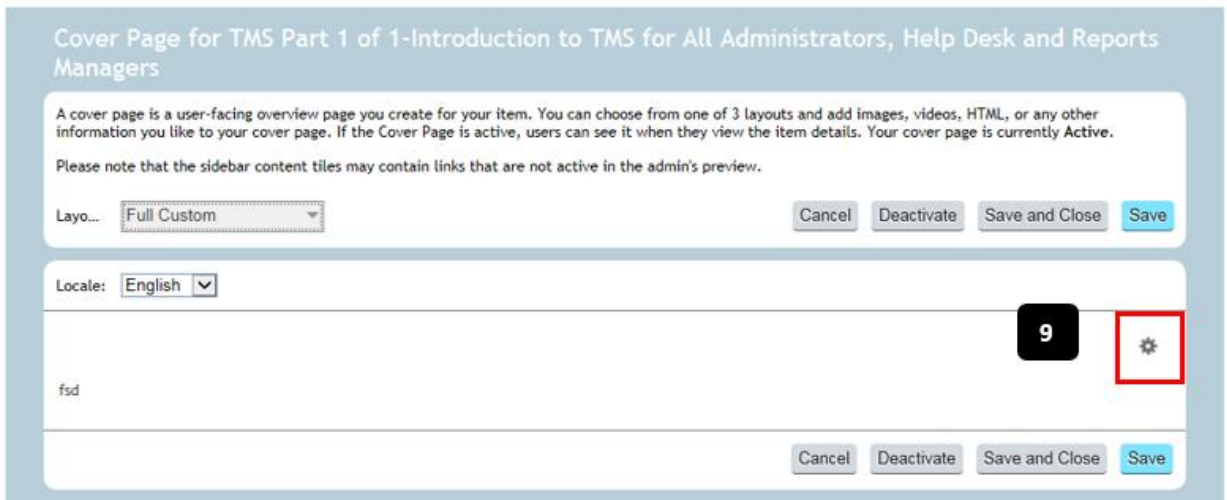 Cover Page for TMS Part 1 of 1-Introduction to TMS for All Administrators, Help Desk and Reports
Managers
A cover page is a user-facing overview page you create for your item. You can choose from one of 3 layouts and add images, videos, HTML, or any other
information you like to your cover page. If the Cover Page is active, users can see it when they view the item details. Your cover page is currently Active.
Please note that the sidebar content tiles may contain links that are not active in the admin's preview.
Layo... Full Custom Cancel Deactivate Save and Close Save
Locale: English
9
fsd
Cancel Deactivate Save and Close Save